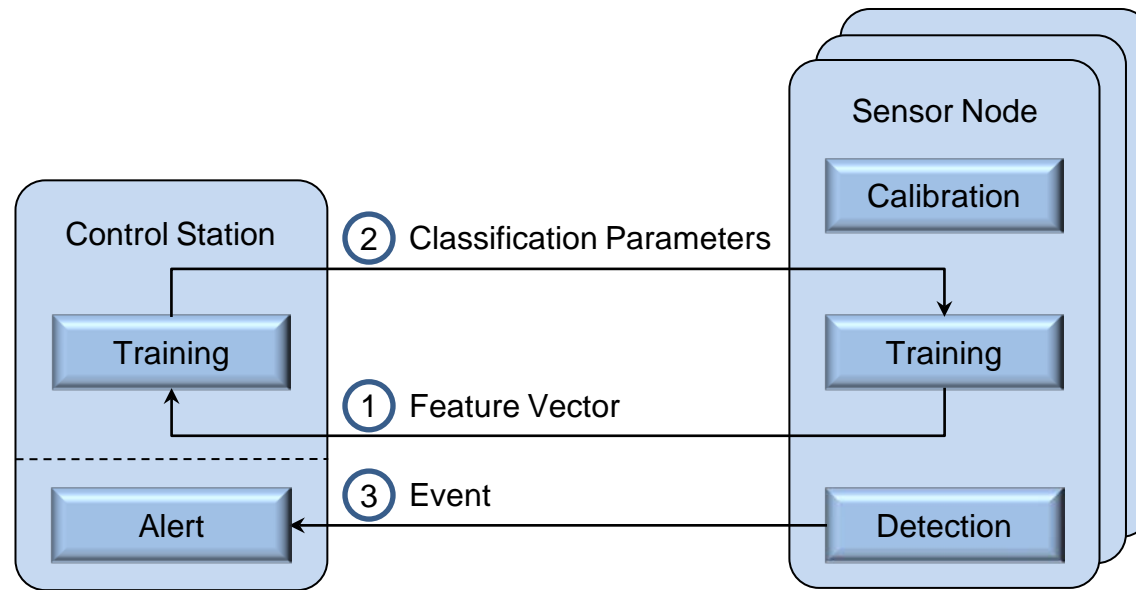 Sensor Node
Calibration
Control Station
2 Classification Parameters
Training
Training
1 Feature Vector
3 Event
Alert
Detection